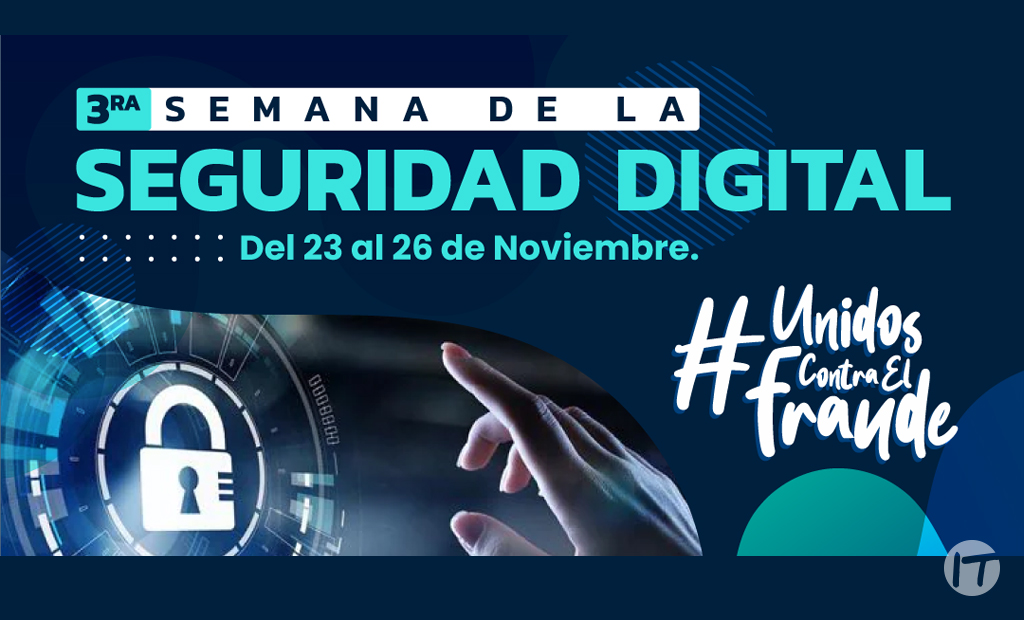 3RA SEMANA DE LA
SEGURIDAD DIGITAL
Del 23 al 26 de Noviembre.
#Unidos
Contra El
fraude
IT